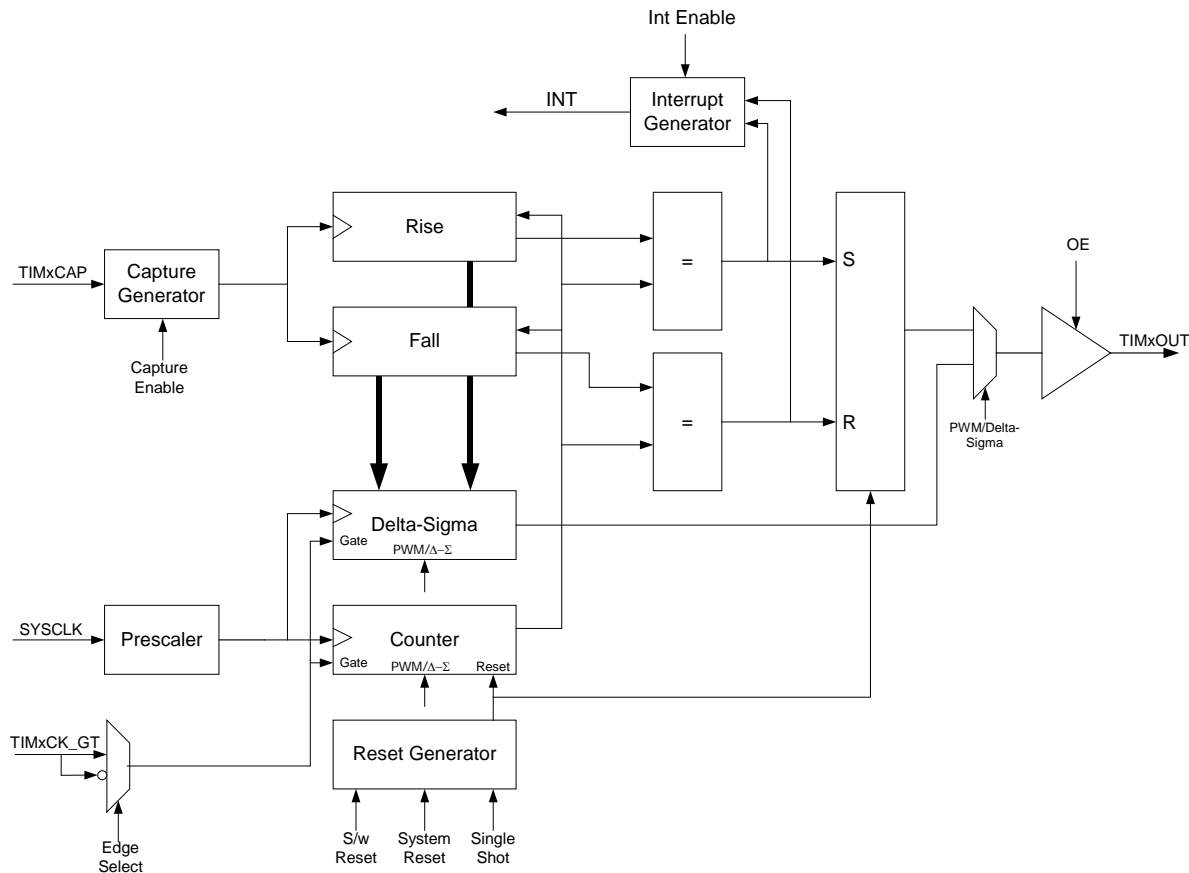 Int Enable
INT
Interrupt
Generator
Rise
TIMxCAP
Capture
Generator
=
S
OE
Fall
TIMxOUT
Capture
Enable
=
R
PWM/Delta-
Sigma
Delta-Sigma
Gate
PWM/Δ−Σ
SYSCLK
Prescaler
Counter
Gate
PWM/Δ−Σ
Reset
TIMxCK_GT
Reset Generator
Edge
Select
S/w
Reset
System
Reset
Single
Shot